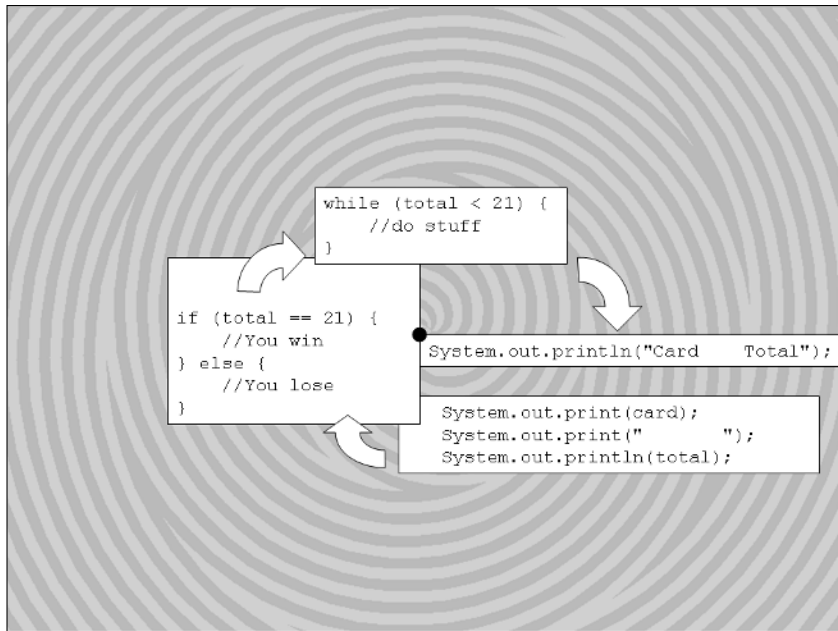 while (total < 21) {
    //do stuff
}
if (total == 21) {
    //You win
} else {
    //You lose
}
System.out.println("Card    Total");
System.out.print(card);
System.out.print("       ");
System.out.println(total);